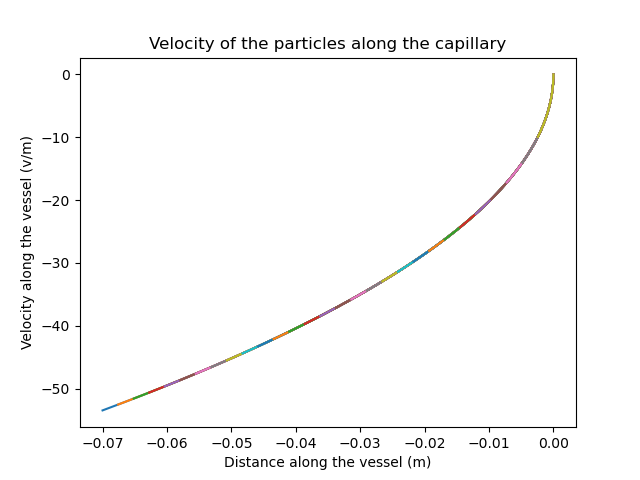 Velocity of the particles along the capillary
Velocity along the vessel (v/m)
0
−10
−20
−30
−40
−50
−0.07 −0.06 −0.05 −0.04 −0.03 −0.02 −0.01 0.00
Distance along the vessel (m)